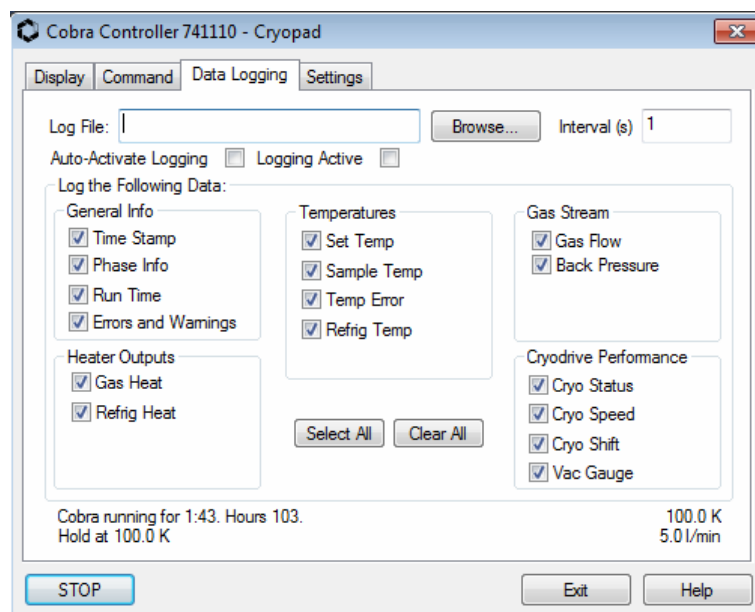 Cobra Controller 741110 - Cryopad
Display Command Data Logging Settings
Log File: Browse... Interval (s) 1
Auto-Activate Logging Logging Active
Log the Following Data:
General Info
Time Stamp
Phase Info
Run Time
Errors and Warnings
Temperatures
Set Temp
Sample Temp
Temp Error
Refrig Temp
Gas Stream
Gas Flow
Back Pressure
Heater Outputs
Gas Heat
Refrig Heat
Select All Clear All
Cryodrive Performance
Cryo Status
Cryo Speed
Cryo Shift
Vac Gauge
Cobra running for 1:43. Hours 103. 100.0 K
Hold at 100.0 K 5.0 l/min
STOP Exit Help